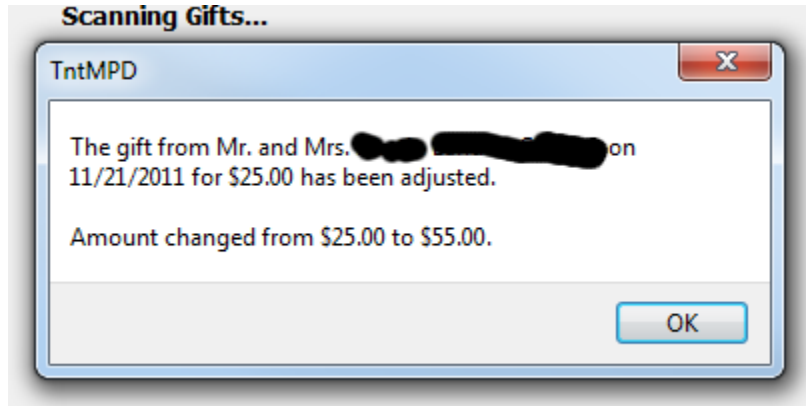 Scanning Gifts...
TntMPD
The gift from Mr. and Mrs. on
11/21/2011 for $25.00 has been adjusted.
Amount changed from $25.00 to $55.00.
OK